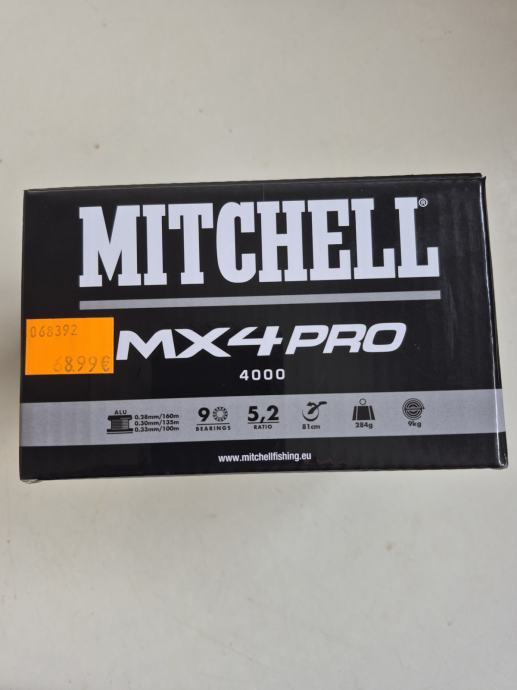 MITCHELL®
068392
68.99€
MX4PRO
4000
ALU
0.28mm/160m
0.30mm/135m
0.33mm/100m
9
BEARINGS
5,2
RATIO
81cm
284g
9kg
www.mitchellfishing.eu